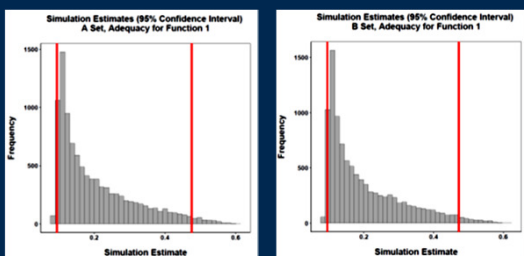 Simulation Estimates (95% Confidence Interval)
A Set, Adequacy for Function 1
Frequency
1500
1000
500
0
0.2
0.4
0.6
Simulation Estimate
Simulation Estimates (95% Confidence Interval)
B Set, Adequacy for Function 1
Frequency
1500
1000
500
0
0.2
0.4
0.6
Simulation Estimate